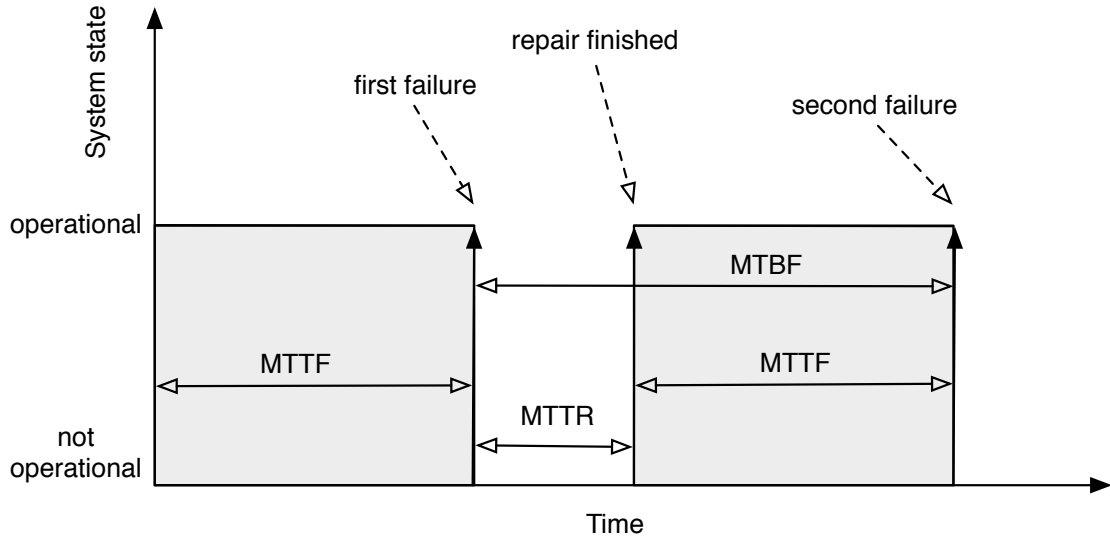 System state
repair finished
first failure
second failure
operational
MTBF
MTTF
MTTF
MTTR
not
operational
Time